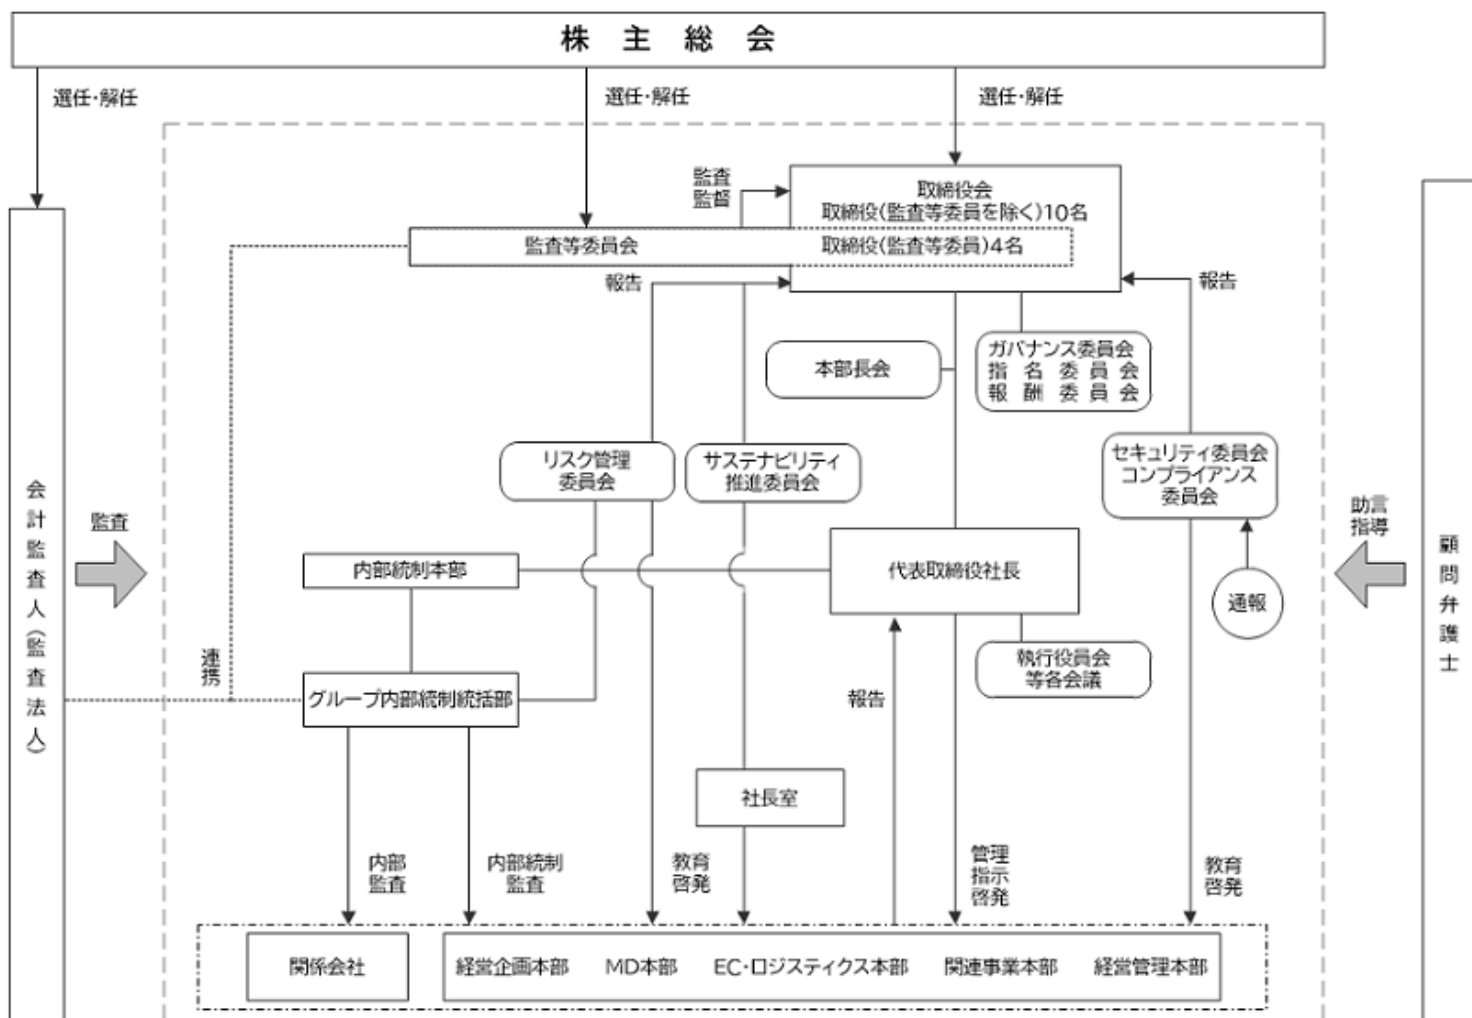 株主総会
選任・解任
選任・解任
選任・解任
監査
監督
取締役会
取締役(監査等委員を除く)10名
監査等委員会
取締役(監査等委員)4名
報告
報告
本部長会
ガバナンス委員会
指名委員会
報酬委員会
リスク管理
委員会
サステナビリティ
推進委員会
セキュリティ委員会
コンプライアンス
委員会
会計監査人(監査法人)
監査
助言
指導
顧問弁護士
内部統制本部
代表取締役社長
通報
連携
グループ内部統制統括部
執行役員会
等各会議
報告
社長室
内部
監査
内部統制
監査
教育
啓発
管理
指示
啓発
教育
啓発
関係会社
経営企画本部
MD本部
EC・ロジスティクス本部
関連事業本部
経営管理本部